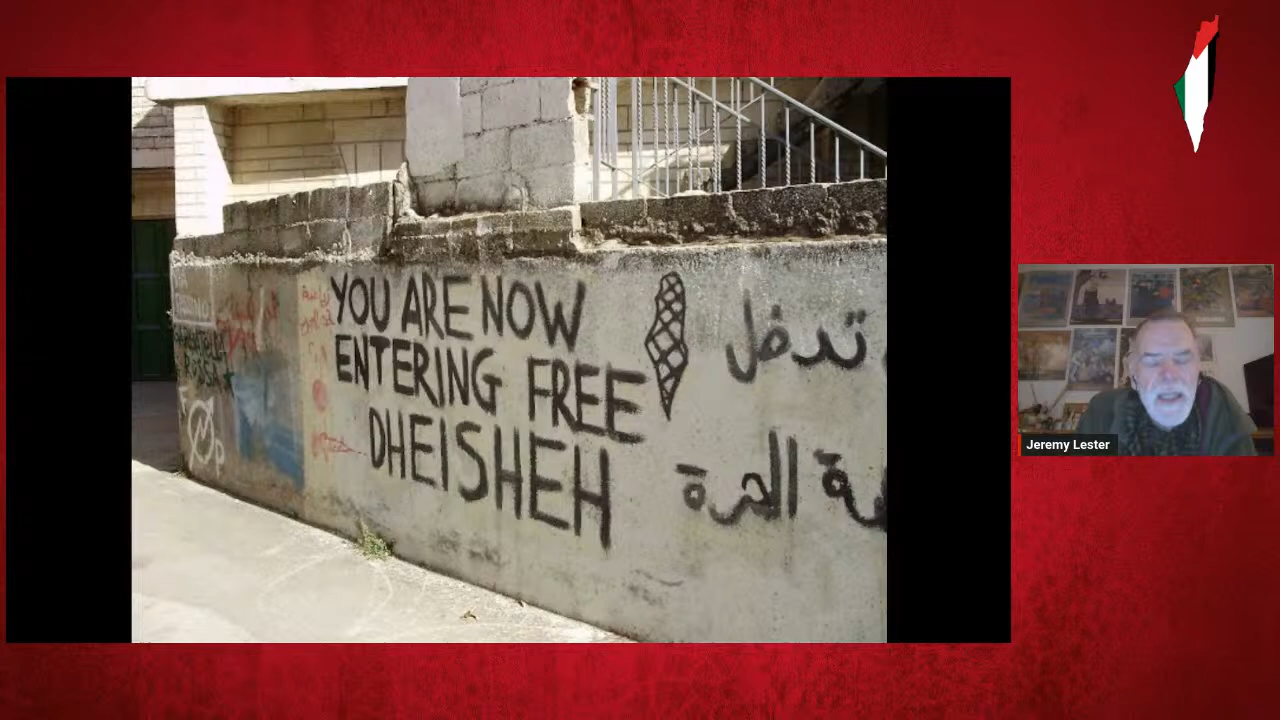 YOU ARE NOW
ENTERING FREE
DHEISHEH
تدخل
الحرة
Jeremy Lester